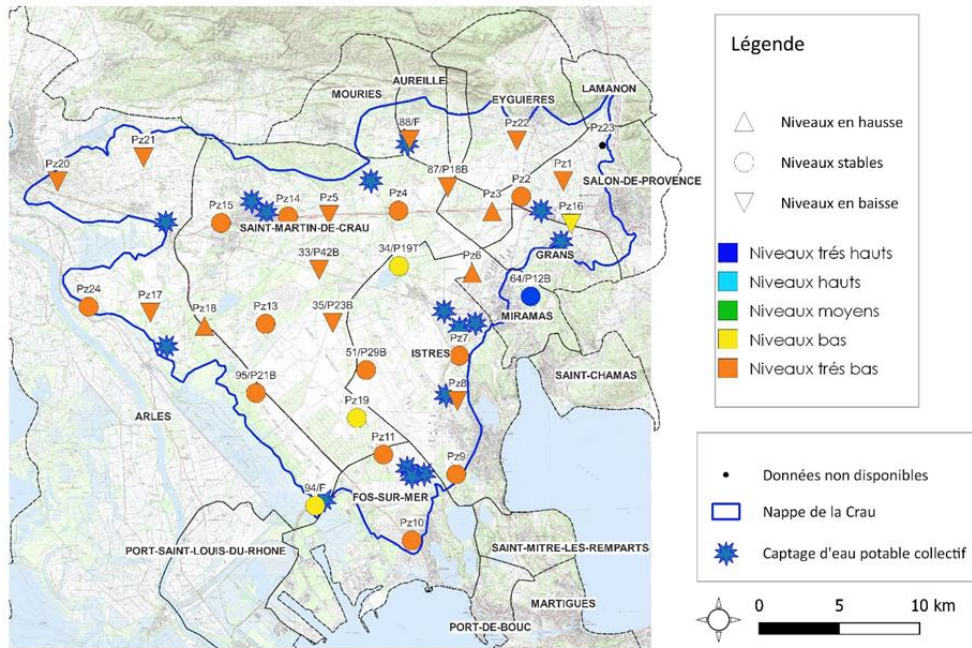 LAMANON
AUREILLE
MOURIES
EYGUIERES
88/F
Pz22
Pz23
Pz21
Pz20
87/P18B
Pz1
Pz2
SALON-DE-PROVENCE
Pz3
Pz4
Pz5
Pz14
Pz15
Pz16
SAINT-MARTIN-DE-CRAU
34/P19T
GRANS
33/P42B
Pz6
64/P12B
Pz24
Pz17
Pz18
Pz13
35/P23B
MIRAMAS
Pz7
ISTRES
51/P29B
SAINT-CHAMAS
95/P21B
Pz8
Pz19
ARLES
Pz11
Pz9
94/F
FOS-SUR-MER
Pz10
PORT-SAINT-LOUIS-DU-RHONE
SAINT-MITRE-LES-REMPARTS
MARTIGUES
PORT-DE-BOUC
Légende
Niveaux en hausse
Niveaux stables
Niveaux en baisse
Niveaux trés hauts
Niveaux hauts
Niveaux moyens
Niveaux bas
Niveaux trés bas
Données non disponibles
Nappe de la Crau
Captage d'eau potable collectif
0 5 10 km